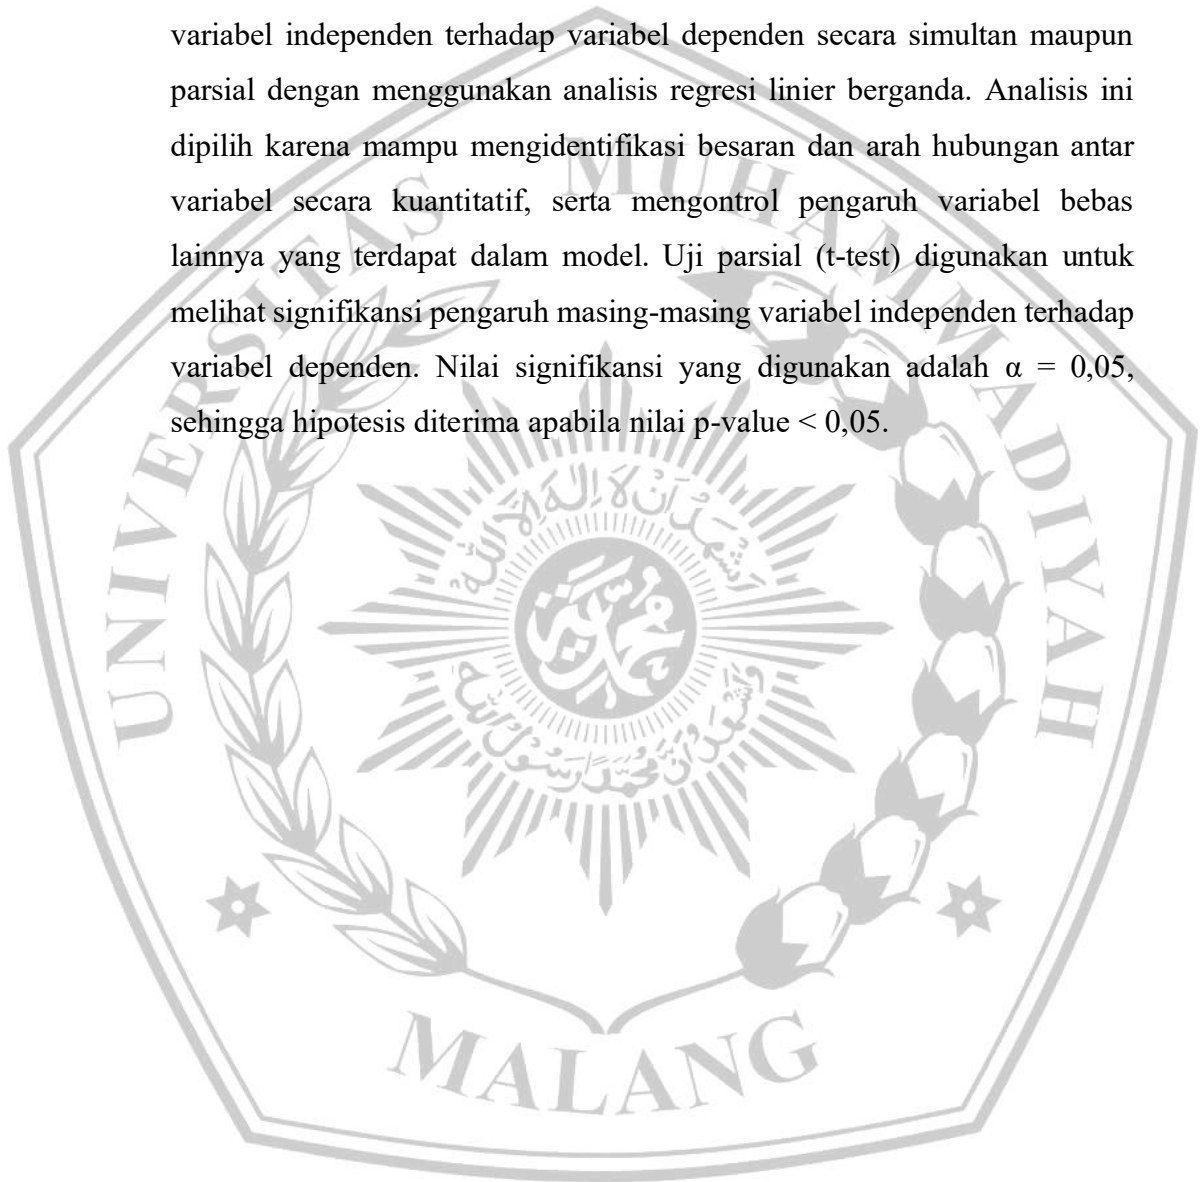 variabel independen terhadap variabel dependen secara simultan maupun
parsial dengan menggunakan analisis regresi linier berganda. Analisis ini
dipilih karena mampu mengidentifikasi besaran dan arah hubungan antar
variabel secara kuantitatif, serta mengontrol pengaruh variabel bebas
lainnya yang terdapat dalam model. Uji parsial (t-test) digunakan untuk
melihat signifikansi pengaruh masing-masing variabel independen terhadap
variabel dependen. Nilai signifikansi yang digunakan adalah α = 0,05,
sehingga hipotesis diterima apabila nilai p-value < 0,05.
UNIVERSITAS MUHAMMADIYAH
MALANG